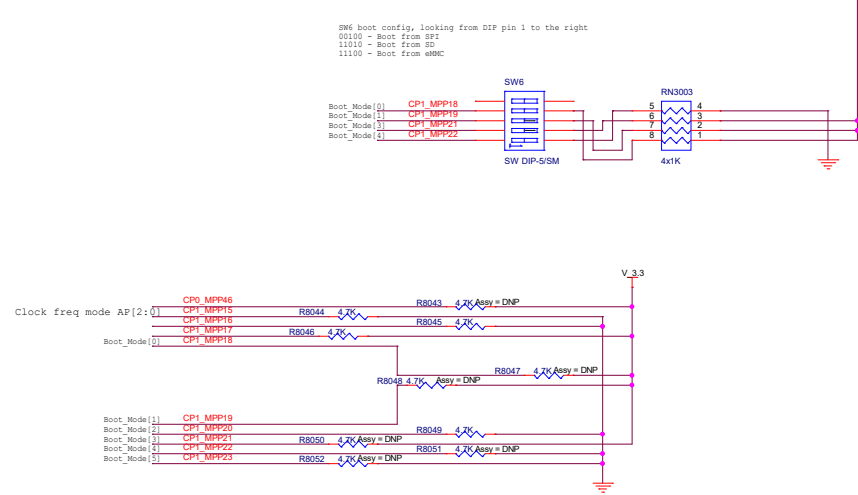 SW6 boot config, looking from DIP pin 1 to the right
00100 - Boot from SPI
11010 - Boot from SD
11100 - Boot from eMMC
SW6
RN3003
Boot_Mode[0] CP1_MPP18
Boot_Mode[1] CP1_MPP19
Boot_Mode[3] CP1_MPP21
Boot_Mode[4] CP1_MPP22
5 4
6 3
7 2
8 1
SW DIP-5/SM
4x1K
V_3.3
CP0_MPP46 R8043 4.7K Assy = DNP
Clock freq mode AP[2:0] CP1_MPP15 R8044 4.7K
CP1_MPP16 R8045 4.7K
CP1_MPP17 R8046 4.7K
Boot_Mode[0] CP1_MPP18
R8047 4.7K Assy = DNP
R8048 4.7K Assy = DNP
Boot_Mode[1] CP1_MPP19
Boot_Mode[2] CP1_MPP20 R8049 4.7K
Boot_Mode[3] CP1_MPP21 R8050 4.7K Assy = DNP
Boot_Mode[4] CP1_MPP22 R8051 4.7K Assy = DNP
Boot_Mode[5] CP1_MPP23 R8052 4.7K Assy = DNP